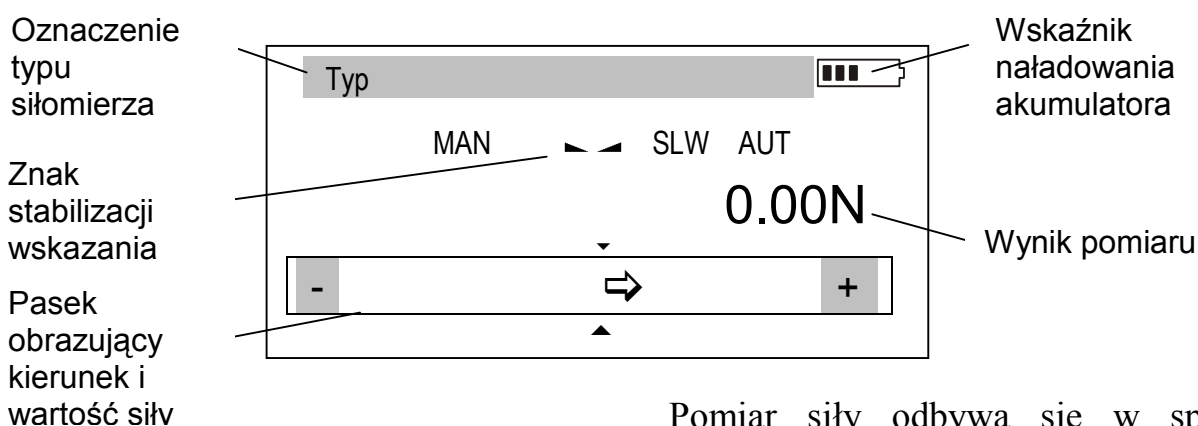 Oznaczenie
typu
siłomierza
Wskaźnik
naładowania
akumulatora
Typ
MAN SLW AUT
0.00N
Znak
stabilizacji
wskazania
Wynik pomiaru
- +
Pasek
obrazujący
kierunek i
wartość siły
Pomiar siły odbywa się w